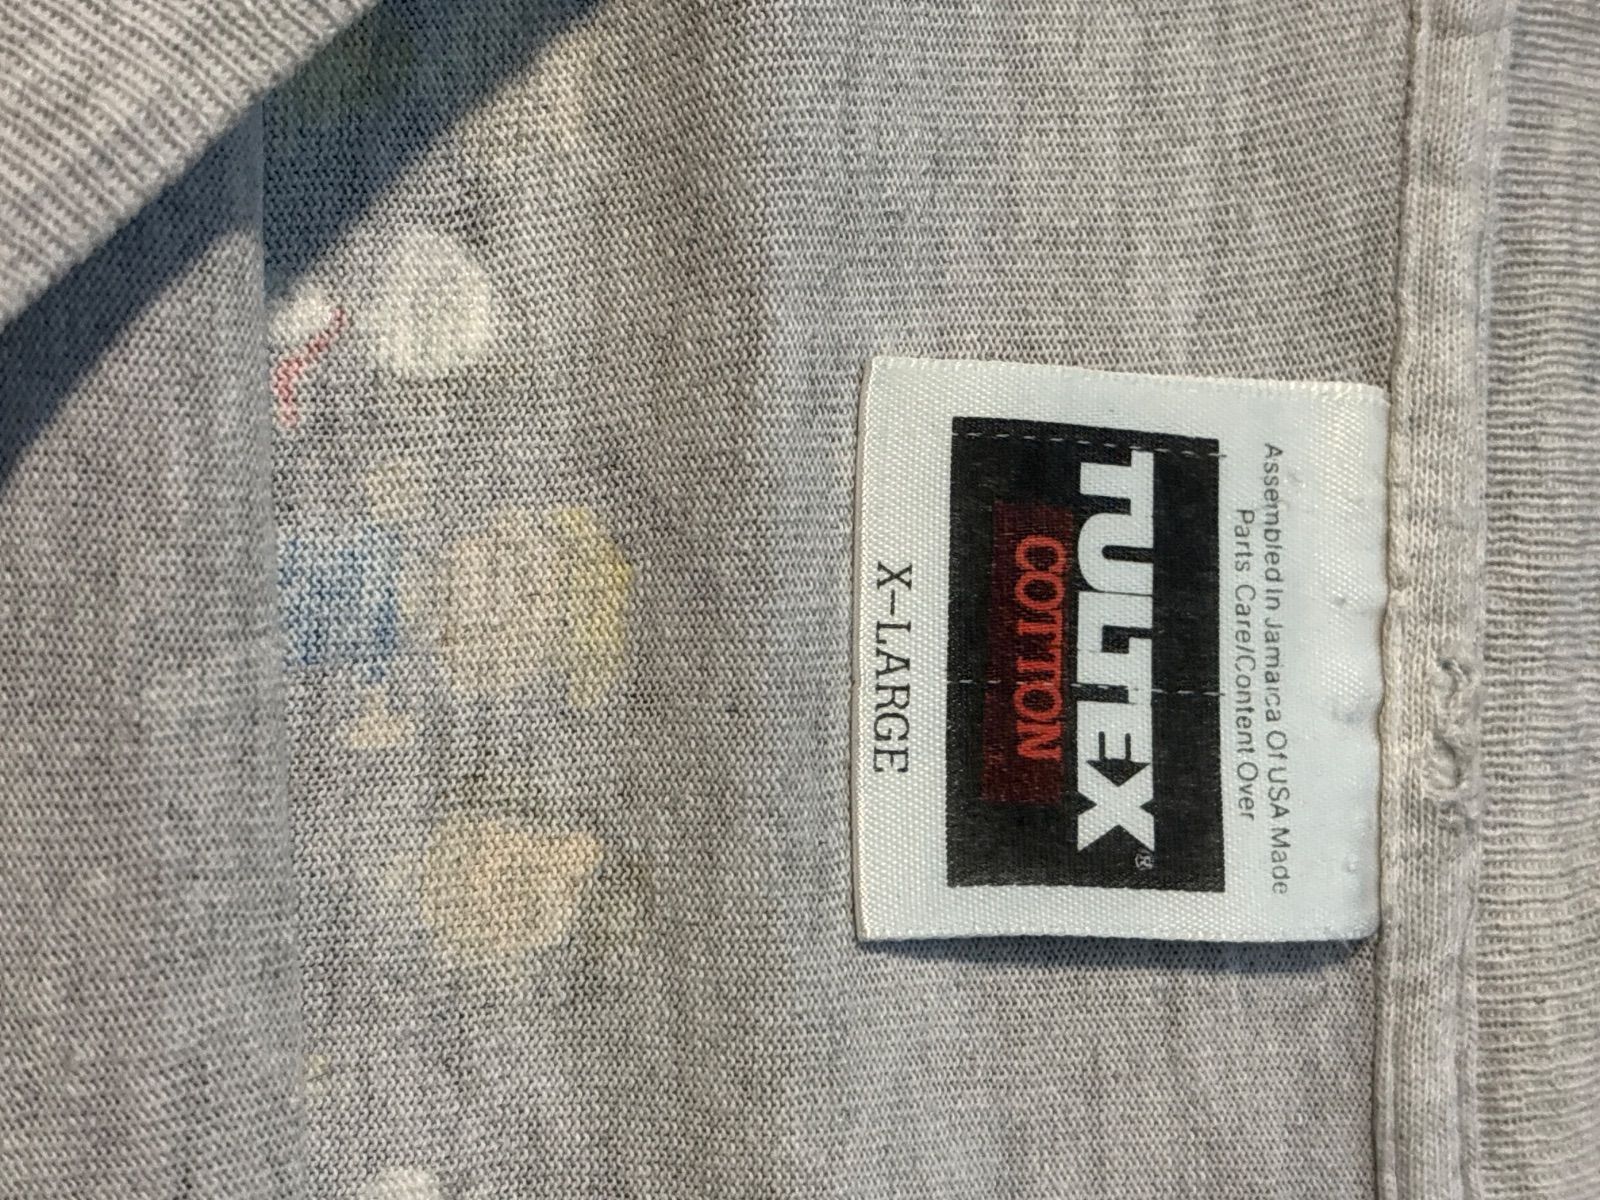 Assembled In Jamaica Of USA Made
Parts Care/Content Over
TULTEX®
COTTON
X-LARGE